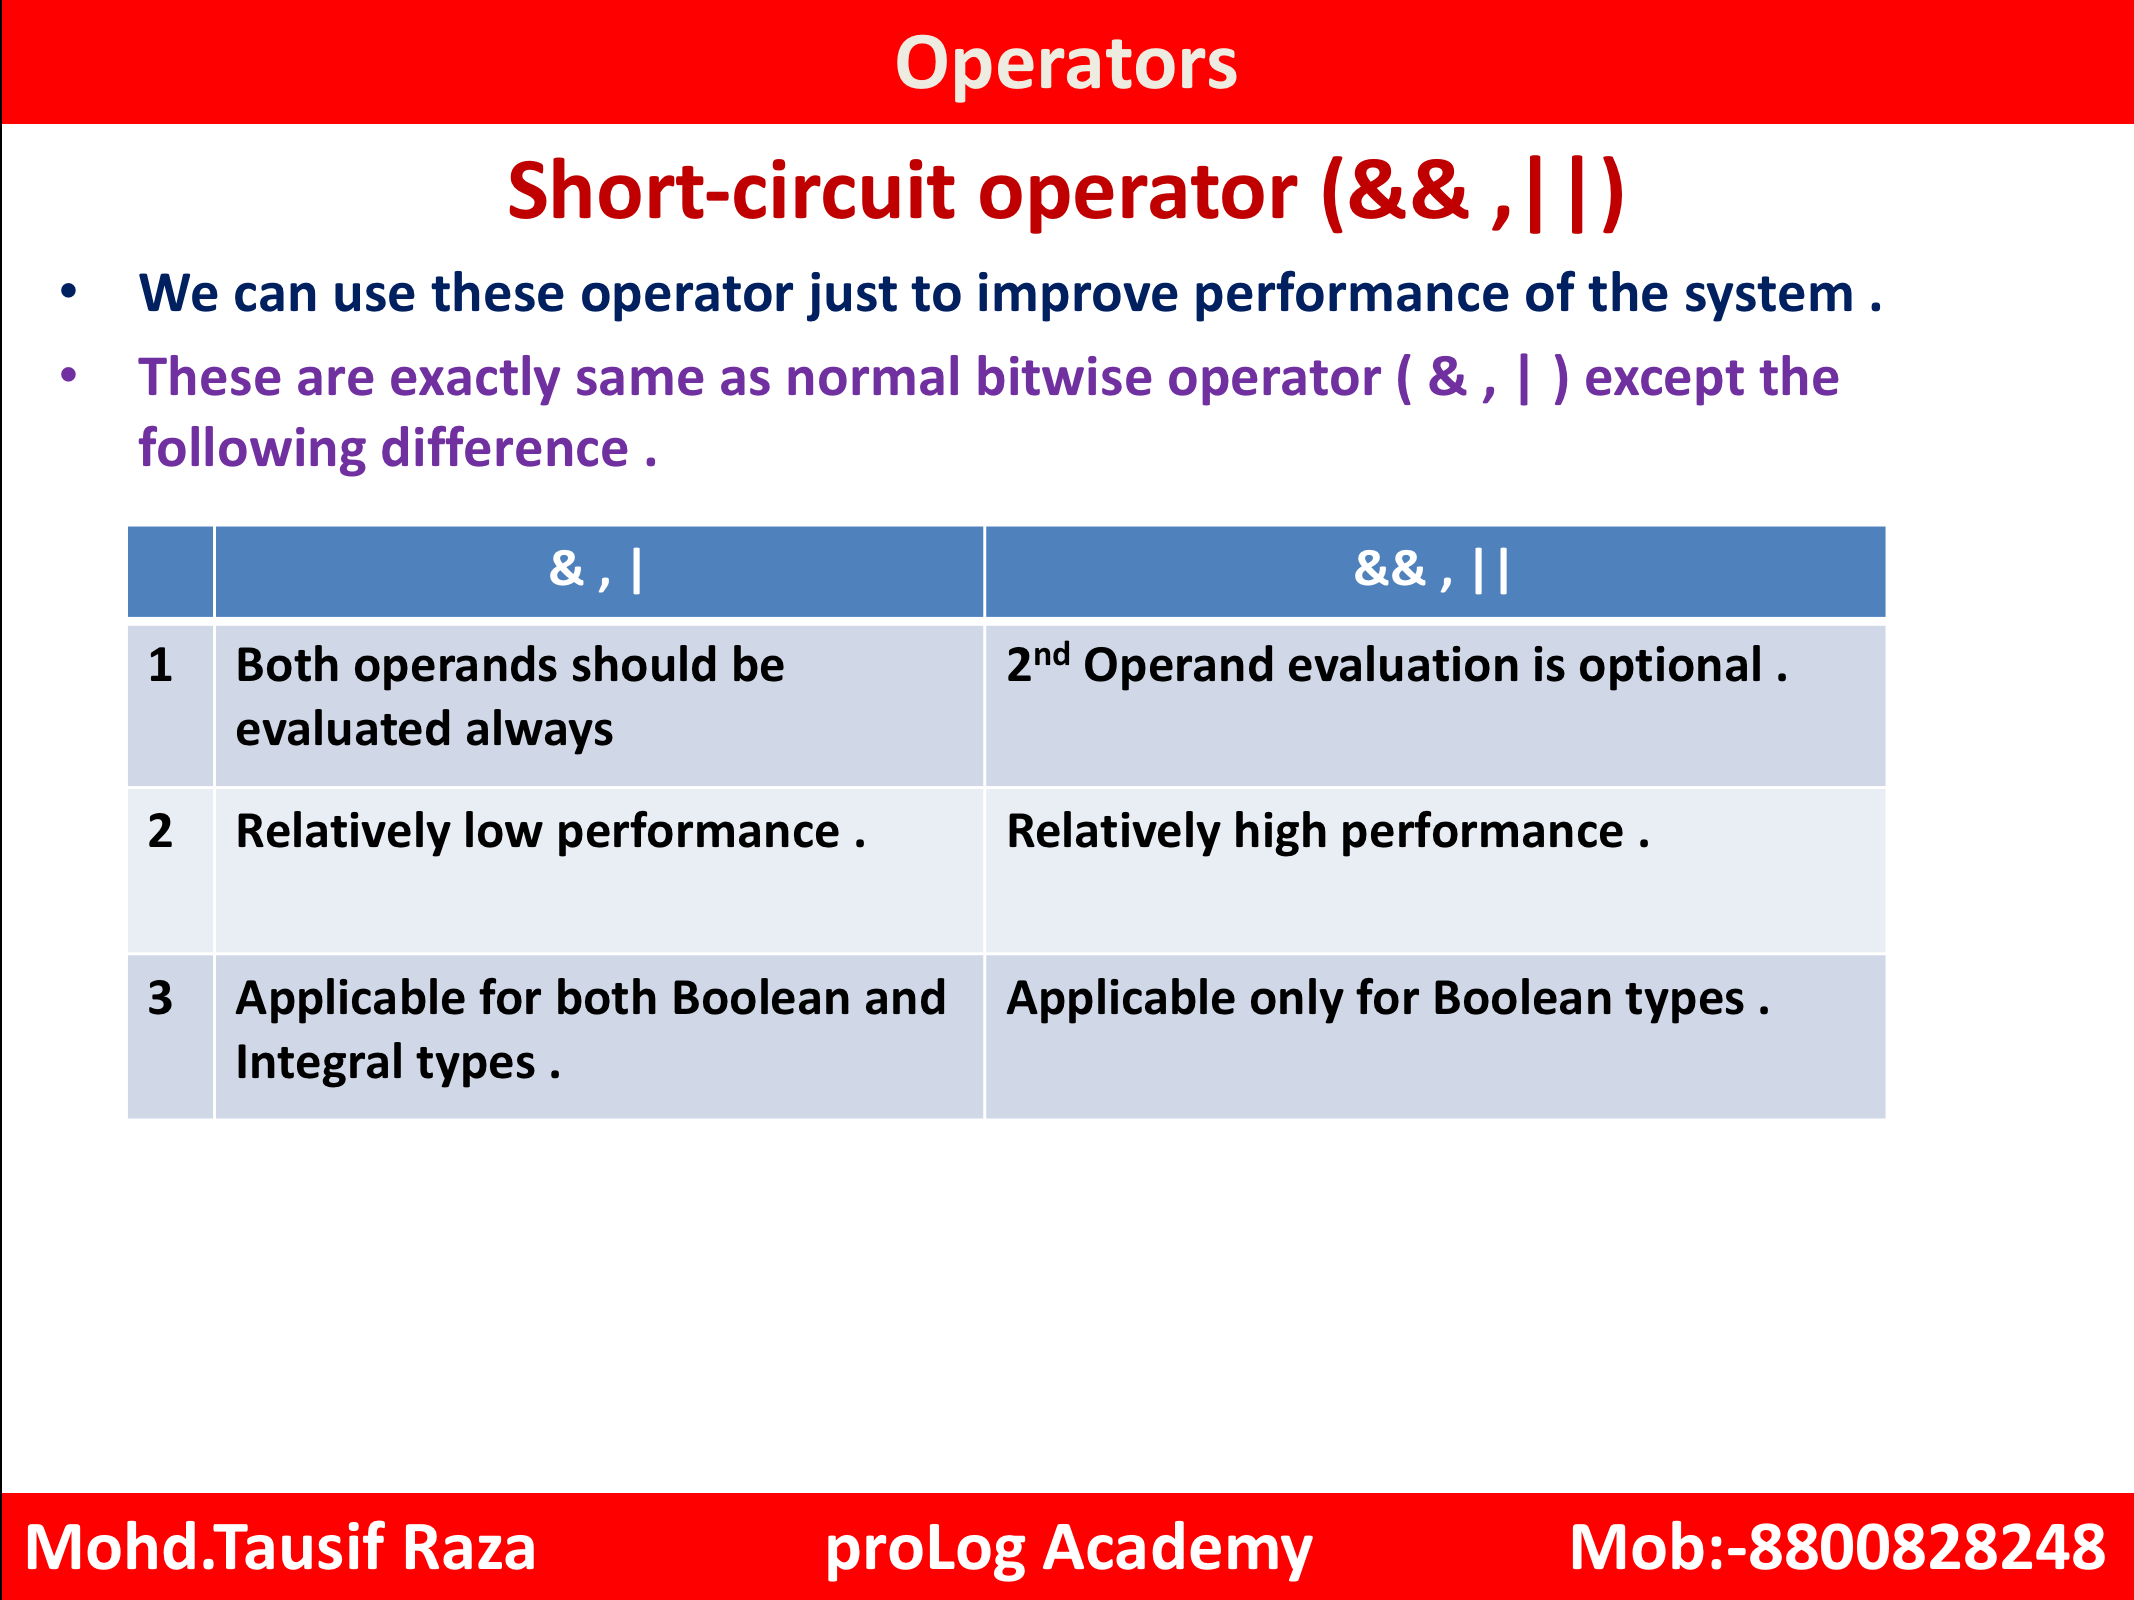 Operators
Short-circuit operator (&& ,||)
• We can use these operator just to improve performance of the system .
• These are exactly same as normal bitwise operator ( & , | ) except the
following difference .
& , | && , ||
1 Both operands should be 2nd Operand evaluation is optional .
evaluated always
2 Relatively low performance . Relatively high performance .
3 Applicable for both Boolean and Applicable only for Boolean types .
Integral types .
Mohd.Tausif Raza proLog Academy Mob:-8800828248